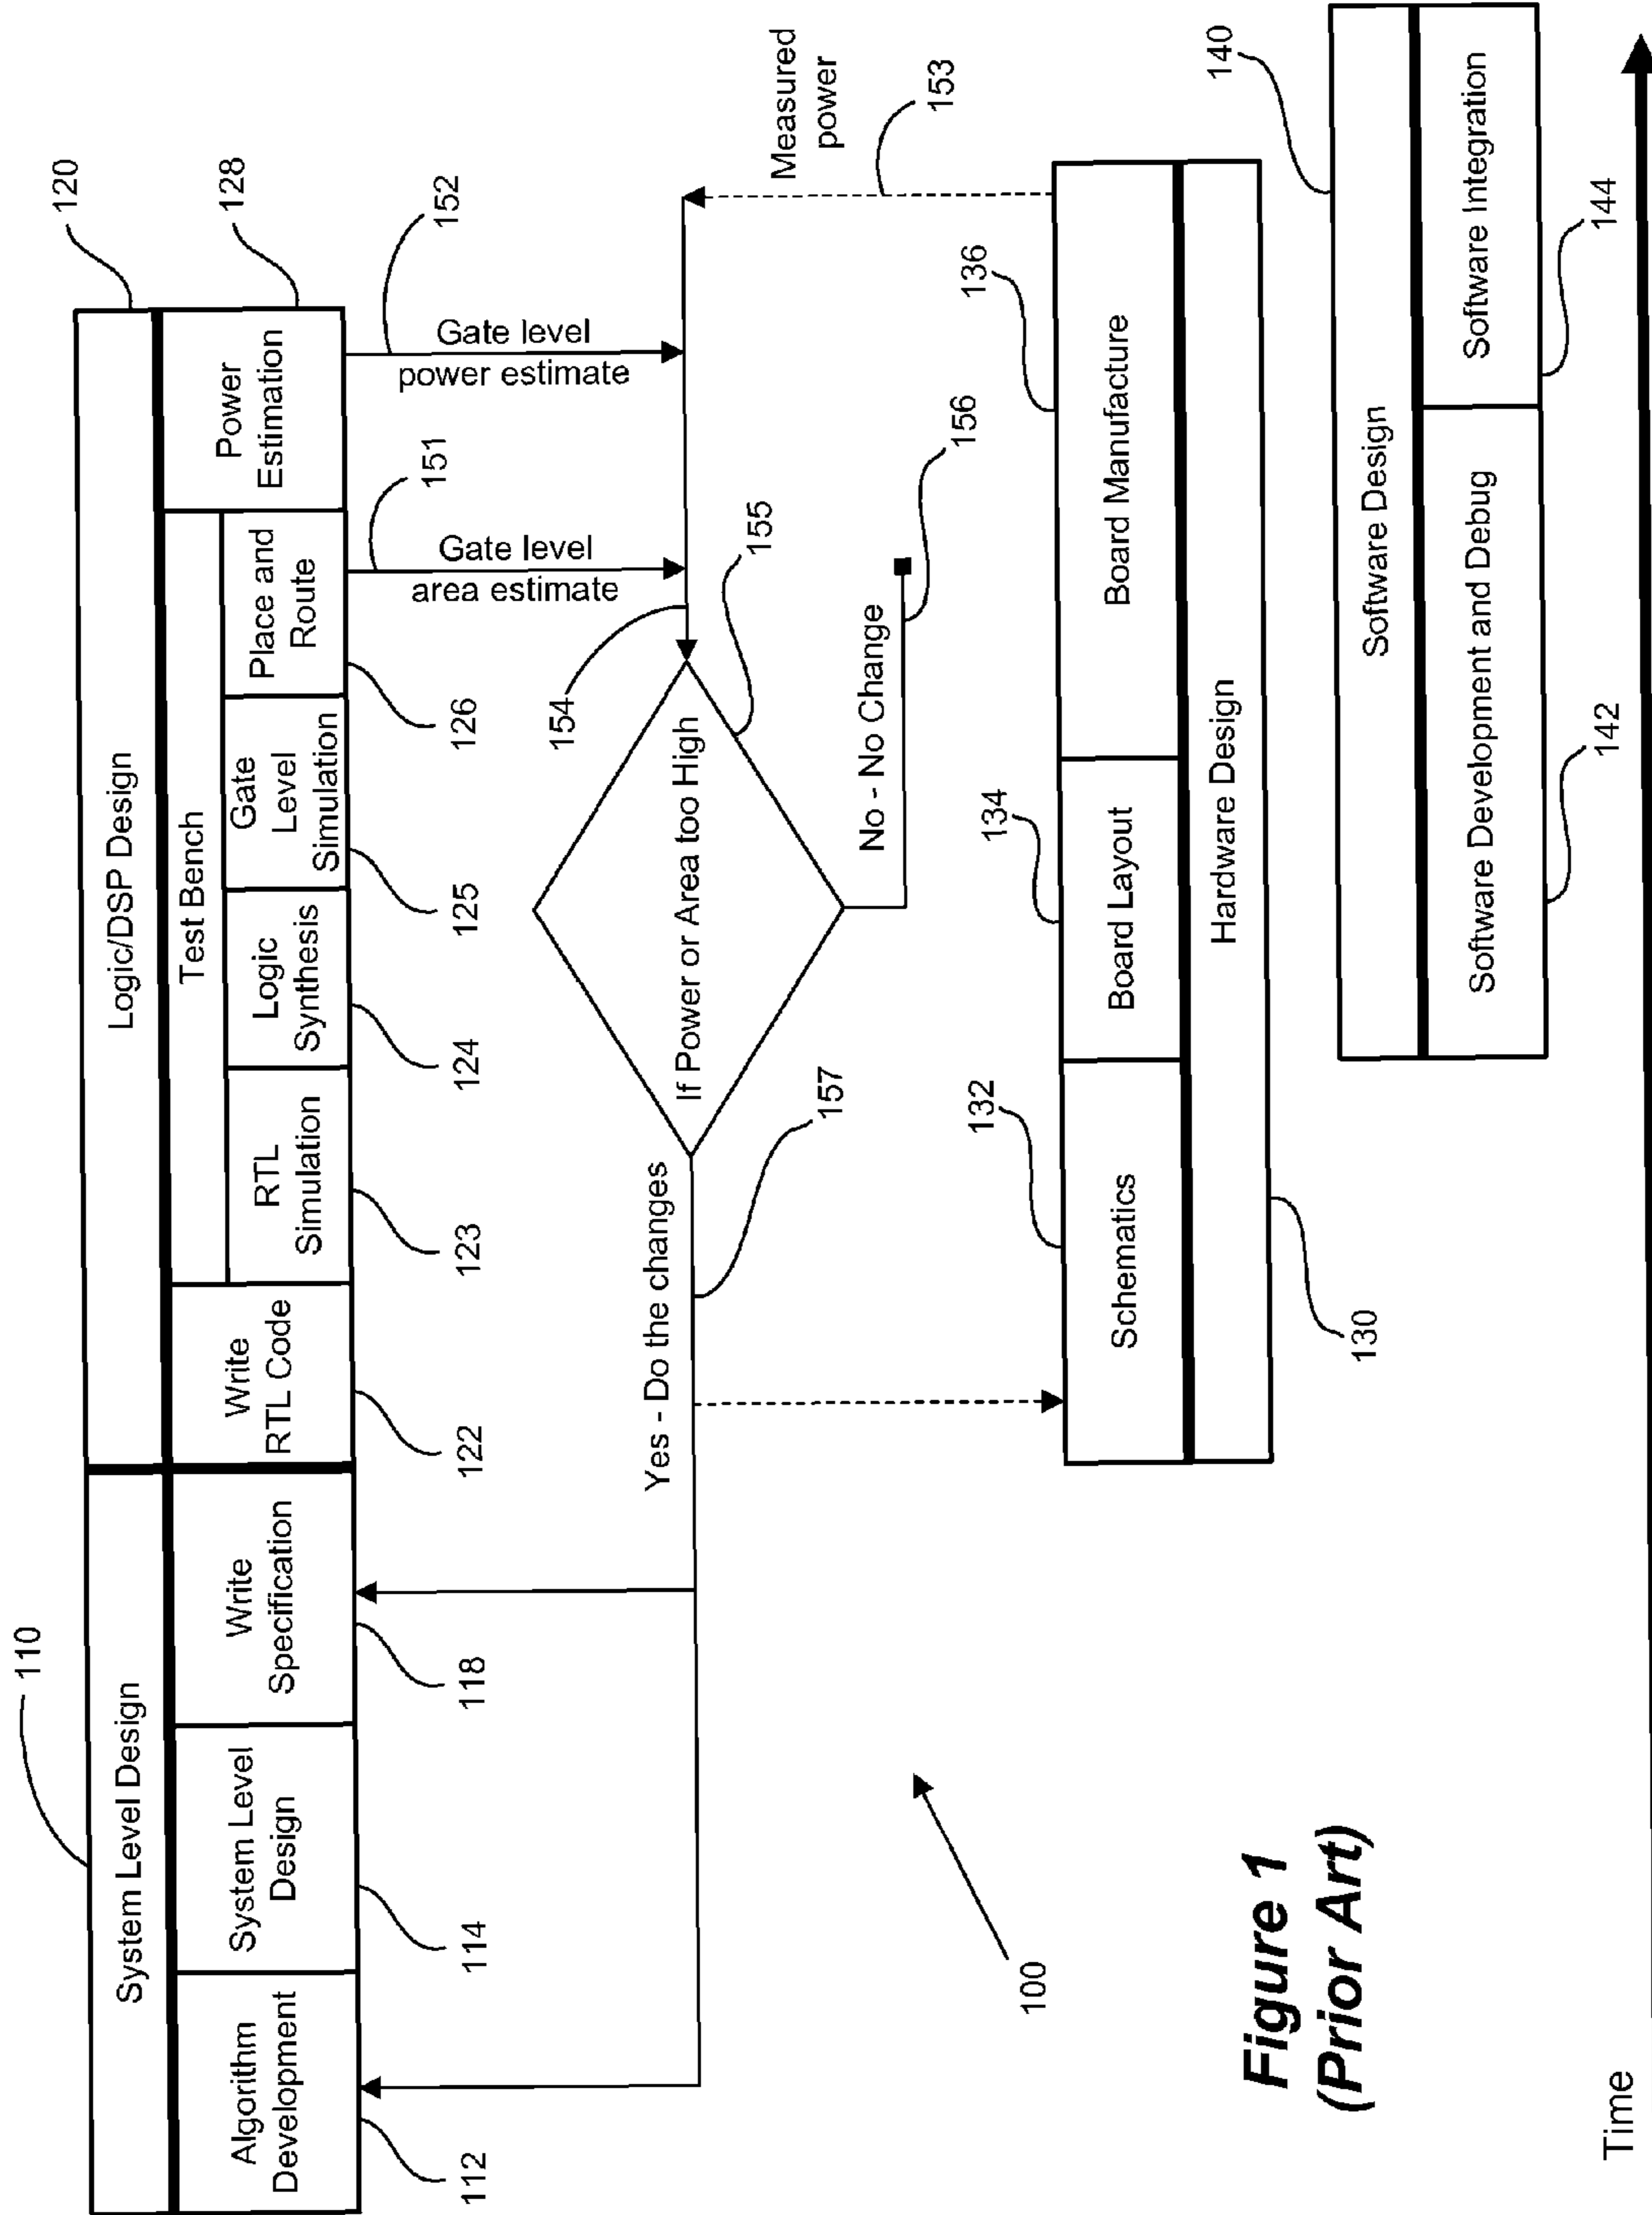 110
120
System Level Design
Logic/DSP Design
Algorithm
Development
System Level
Design
Write
Specification
Write
RTL Code
Test Bench
RTL
Simulation
Logic
Synthesis
Gate
Level
Simulation
Place and
Route
Power
Estimation
128
112
114
118
122
123
124
125
126
151
152
Gate level
area estimate
Gate level
power estimate
Yes - Do the changes
If Power or Area too High
154
155
Measured
power
153
157
No - No Change
156
100
132
134
136
Schematics
Board Layout
Board Manufacture
Hardware Design
130
140
Software Design
Software Development and Debug
Software Integration
142
144
Figure 1
(Prior Art)
Time